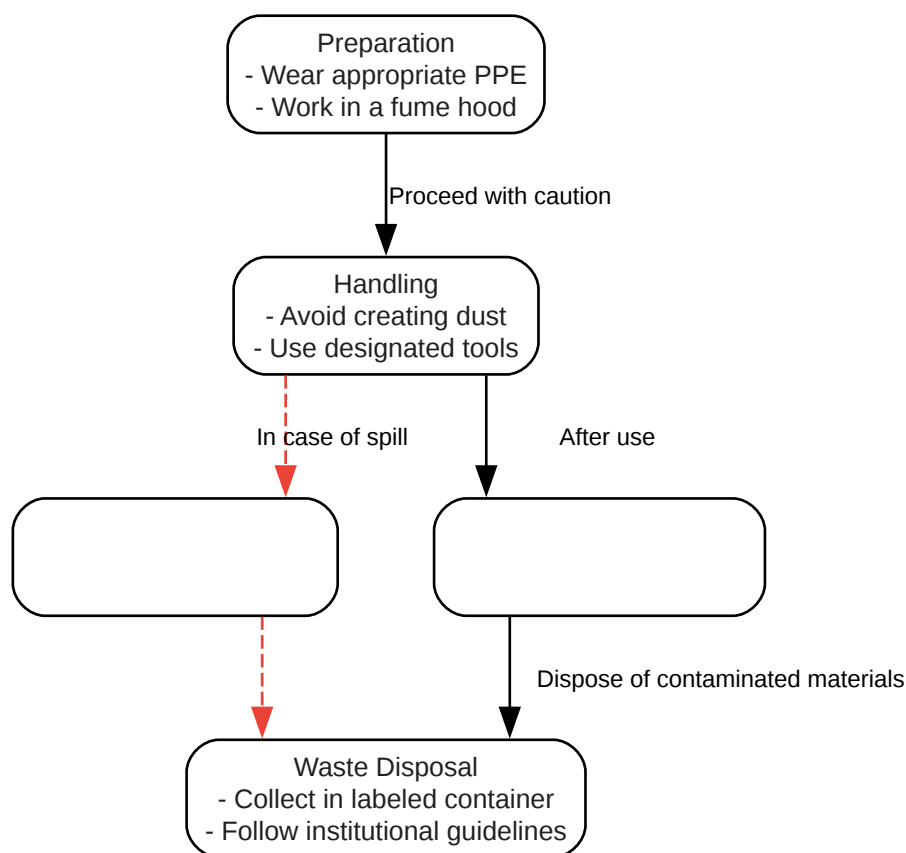 Preparation
- Wear appropriate PPE
- Work in a fume hood
Proceed with caution
Handling
- Avoid creating dust
- Use designated tools
In case of spill
After use
Dispose of contaminated materials
Waste Disposal
- Collect in labeled container
- Follow institutional guidelines